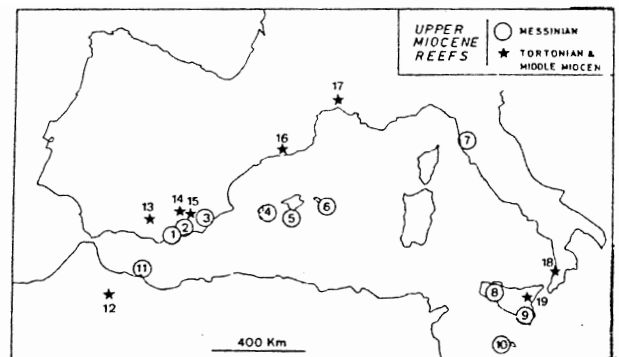 UPPER
MIOCENE
REEFS
MESSINIAN
TORTONIAN &
MIDDLE MIOCEN
17
16
7
14
15
13
3
2
1
4
5
6
11
12
18
8
19
9
10
400 Km